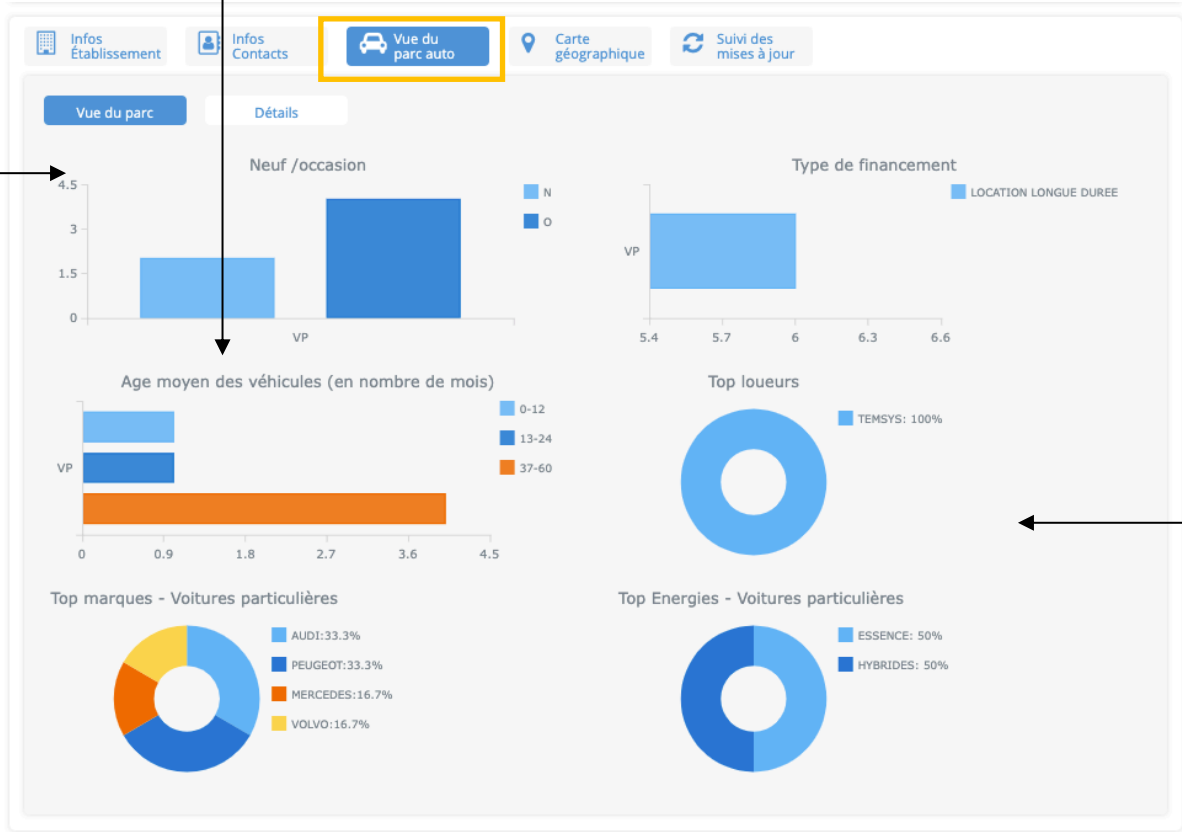 Infos
Établissement
Infos
Contacts
Vue du
parc auto
Carte
géographique
Suivi des
mises à jour
Vue du parc
Détails
Neuf /occasion
4.5
3
1.5
0
VP
N
O
Type de financement
VP
5.4 5.7 6 6.3 6.6
LOCATION LONGUE DUREE
Age moyen des véhicules (en nombre de mois)
VP
0 0.9 1.8 2.7 3.6 4.5
0-12
13-24
37-60
Top loueurs
TEMSYS: 100%
Top marques - Voitures particulières
AUDI:33.3%
PEUGEOT:33.3%
MERCEDES:16.7%
VOLVO:16.7%
Top Energies - Voitures particulières
ESSENCE: 50%
HYBRIDES: 50%